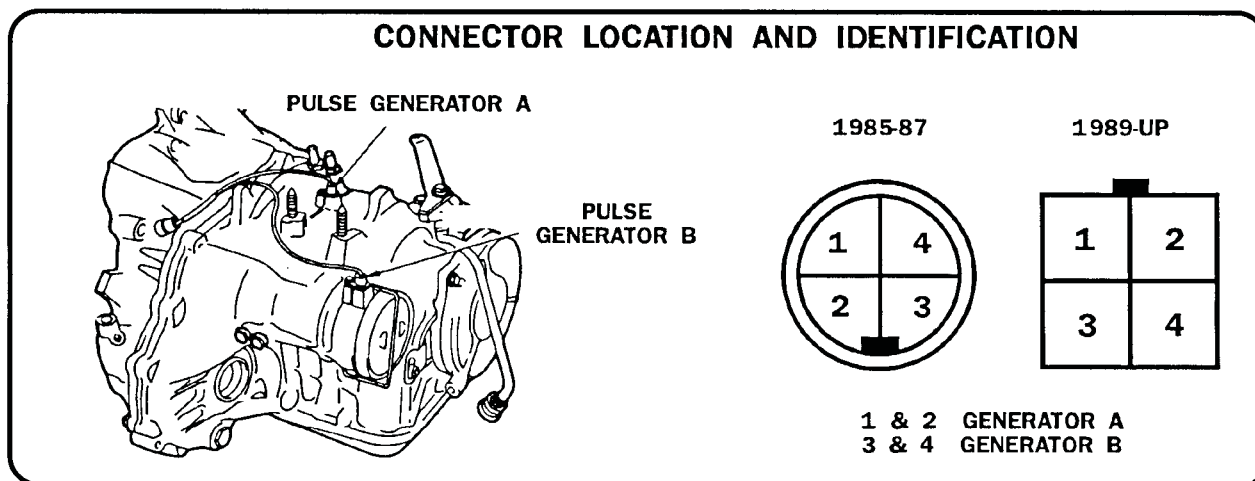 CONNECTOR LOCATION AND IDENTIFICATION
PULSE GENERATOR A
PULSE
GENERATOR B
1985-87
1 4
2 3
1989-UP
1 2
3 4
1 & 2 GENERATOR A
3 & 4 GENERATOR B